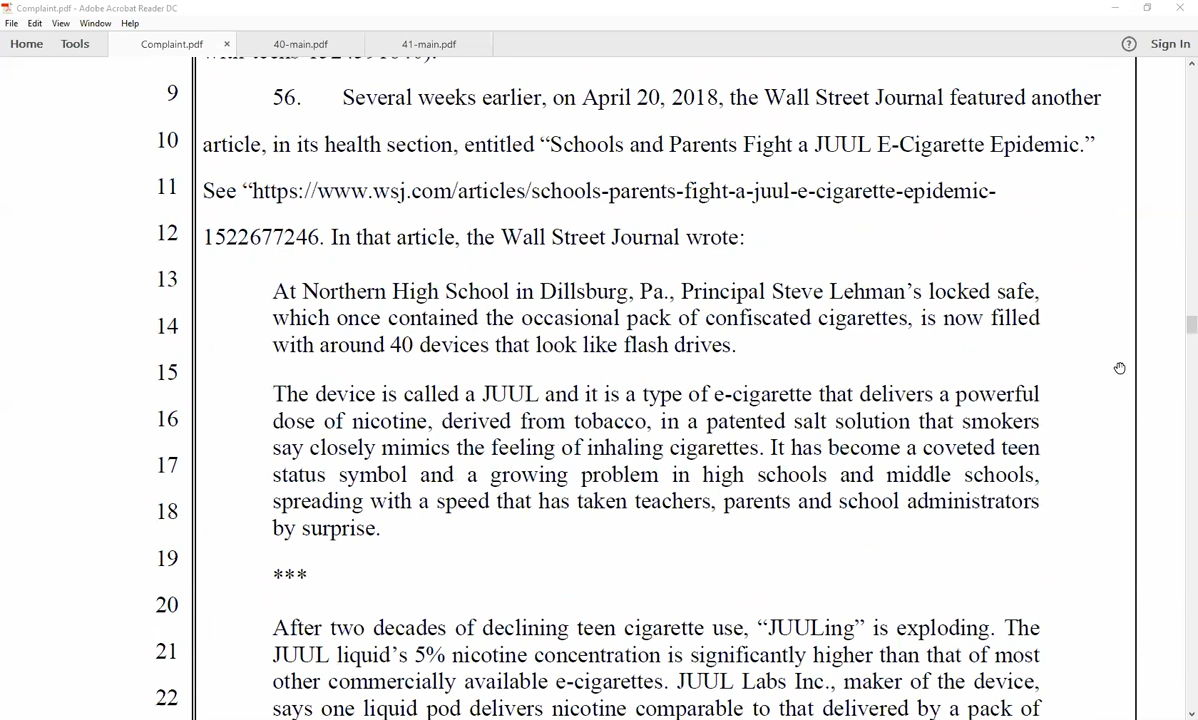 Complaint.pdf - Adobe Acrobat Reader DC
File Edit View Window Help
Home Tools Complaint.pdf × 40-main.pdf 41-main.pdf ? Sign In
9 56. Several weeks earlier, on April 20, 2018, the Wall Street Journal featured another
10 article, in its health section, entitled “Schools and Parents Fight a JUUL E-Cigarette Epidemic.”
11 See “https://www.wsj.com/articles/schools-parents-fight-a-juul-e-cigarette-epidemic-
12 1522677246. In that article, the Wall Street Journal wrote:
13 At Northern High School in Dillsburg, Pa., Principal Steve Lehman’s locked safe,
14 which once contained the occasional pack of confiscated cigarettes, is now filled
with around 40 devices that look like flash drives.
15 The device is called a JUUL and it is a type of e-cigarette that delivers a powerful
16 dose of nicotine, derived from tobacco, in a patented salt solution that smokers
say closely mimics the feeling of inhaling cigarettes. It has become a coveted teen
17 status symbol and a growing problem in high schools and middle schools,
18 spreading with a speed that has taken teachers, parents and school administrators
by surprise.
19 ***
20
After two decades of declining teen cigarette use, “JUULing” is exploding. The
21 JUUL liquid’s 5% nicotine concentration is significantly higher than that of most
other commercially available e-cigarettes. JUUL Labs Inc., maker of the device,
22 says one liquid pod delivers nicotine comparable to that delivered by a pack of